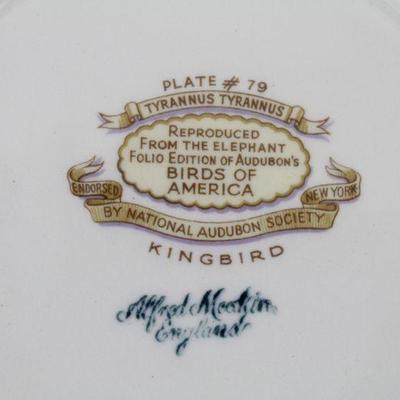 PLATE # 79
TYRANNUS TYRANNUS
REPRODUCED
FROM THE ELEPHANT
FOLIO EDITION OF AUDUBON'S
BIRDS OF
AMERICA
ENDORSED
NEW YORK
BY NATIONAL AUDUBON SOCIETY
KINGBIRD
Alfred Meakin
England